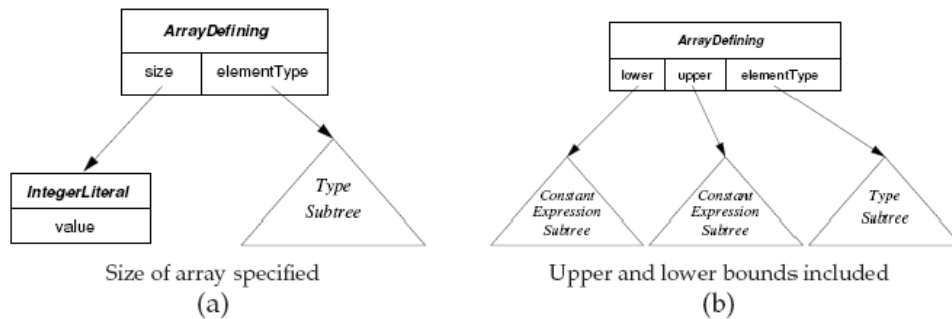 ArrayDefining
size elementType
IntegerLiteral
value
Type
Subtree
Size of array specified
(a)
ArrayDefining
lower upper elementType
Constant
Expression
Subtree
Constant
Expression
Subtree
Type
Subtree
Upper and lower bounds included
(b)